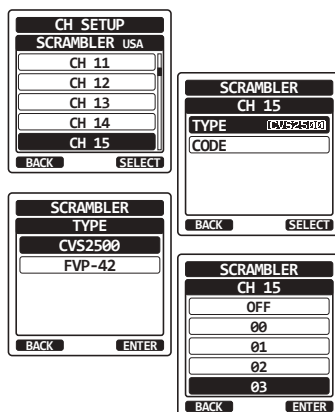 CH SETUP
SCRAMBLER USA
CH 11
CH 12
CH 13
CH 14
CH 15
BACK SELECT
SCRAMBLER
CH 15
TYPE CVS2500
CODE
BACK SELECT
SCRAMBLER
TYPE
CVS2500
FVP-42
BACK ENTER
SCRAMBLER
CH 15
OFF
00
01
02
03
BACK ENTER